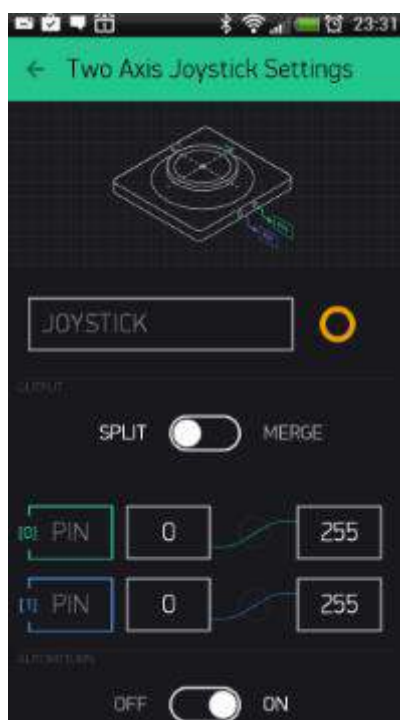 23:31
Two Axis Joystick Settings
JOYSTICK
OUTPUT
SPLIT MERGE
[0] PIN 0 255
[1] PIN 0 255
AUTORETURN
OFF ON